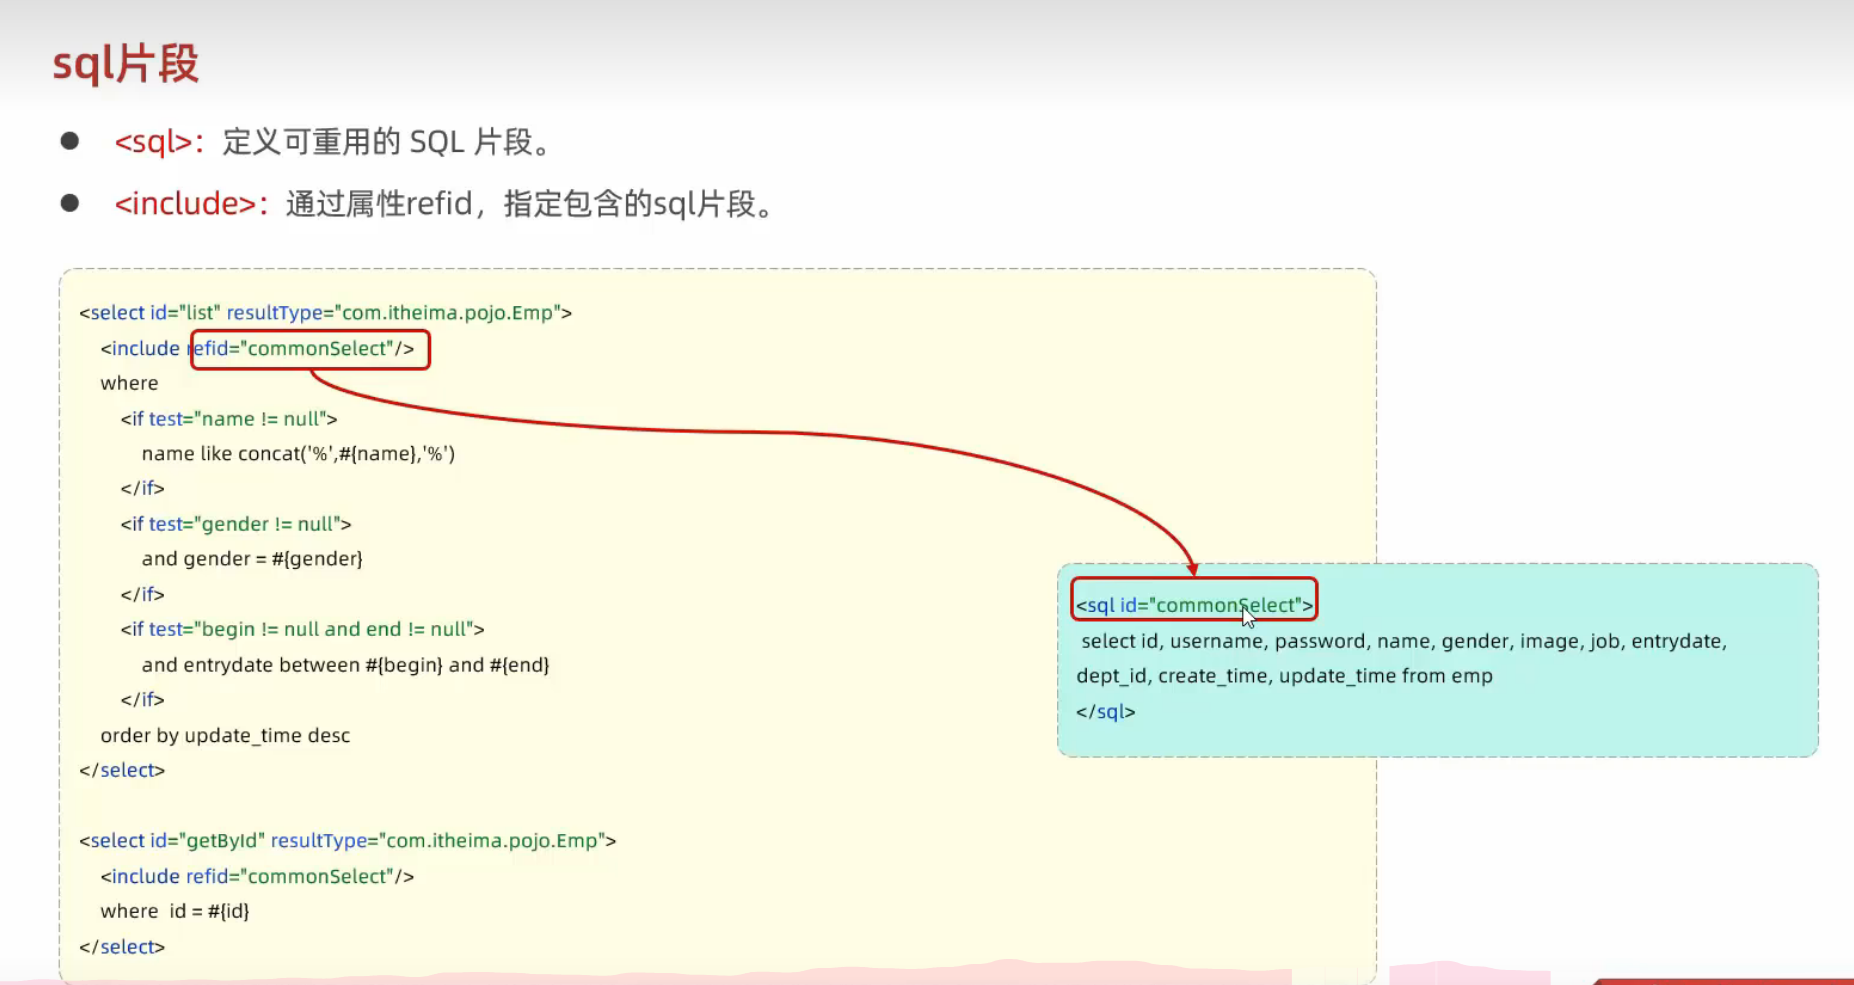 sql片段
<sql>：定义可重用的 SQL 片段。
<include>：通过属性refid，指定包含的sql片段。
<select id="list" resultType="com.itheima.pojo.Emp">
<include refid="commonSelect"/>
where
<if test="name != null">
name like concat('%',#{name},'%')
</if>
<if test="gender != null">
and gender = #{gender}
</if>
<if test="begin != null and end != null">
and entrydate between #{begin} and #{end}
</if>
order by update_time desc
</select>
<select id="getById" resultType="com.itheima.pojo.Emp">
<include refid="commonSelect"/>
where  id = #{id}
</select>
<sql id="commonSelect">
select id, username, password, name, gender, image, job, entrydate,
dept_id, create_time, update_time from emp
</sql>